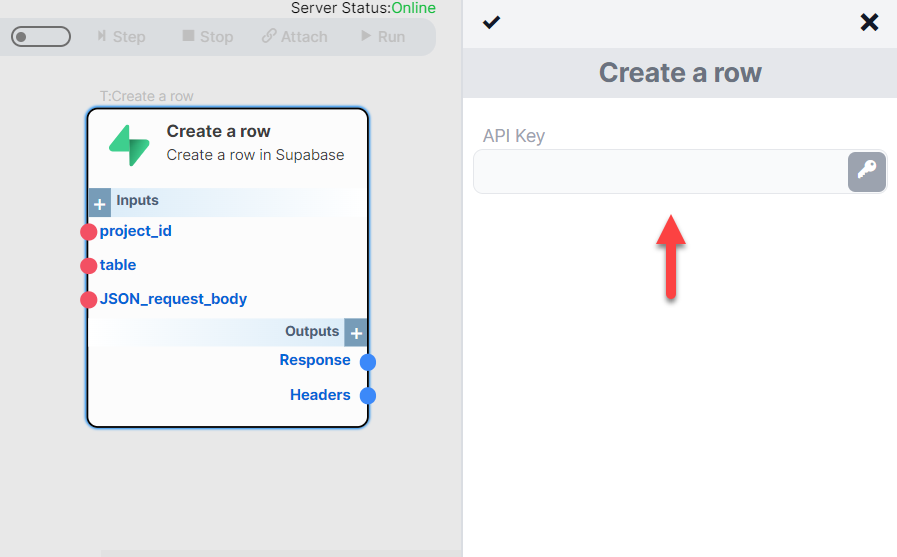 Server Status:Online
Step
Stop
Attach
Run
T:Create a row
Create a row
Create a row in Supabase
Inputs
project_id
table
JSON_request_body
Outputs
Response
Headers
Create a row
API Key